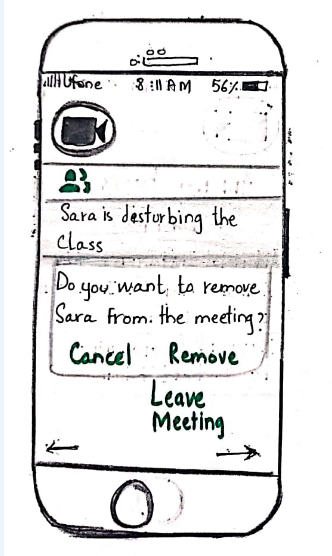 Ufone 8:11 AM 56%
Sara is desturbing the
Class
Do you want to remove
Sara from the meeting?
Cancel Remove
Leave
Meeting